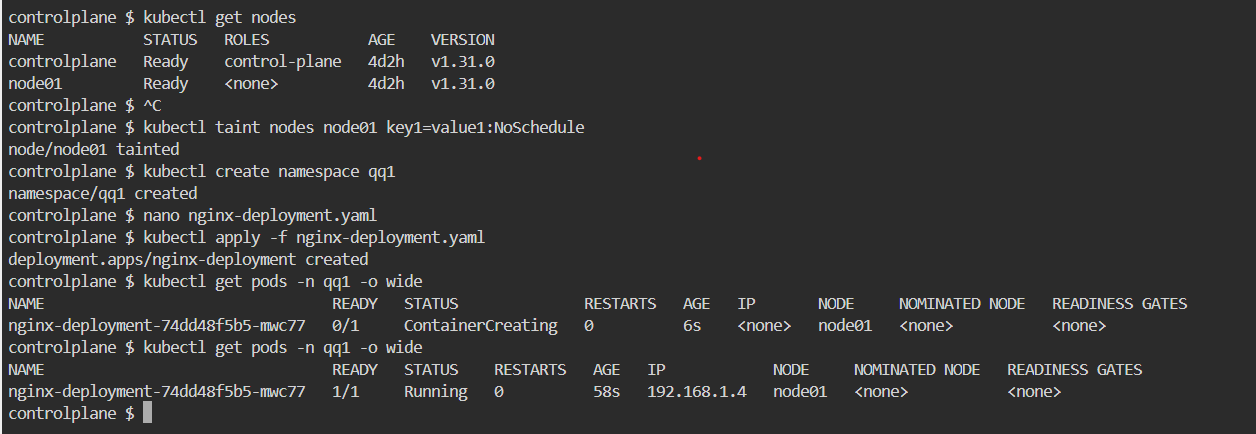 controlplane $ kubectl get nodes
NAME STATUS ROLES AGE VERSION
controlplane Ready control-plane 4d2h v1.31.0
node01 Ready <none> 4d2h v1.31.0
controlplane $ ^C
controlplane $ kubectl taint nodes node01 key1=value1:NoSchedule
node/node01 tainted
controlplane $ kubectl create namespace qq1
namespace/qq1 created
controlplane $ nano nginx-deployment.yaml
controlplane $ kubectl apply -f nginx-deployment.yaml
deployment.apps/nginx-deployment created
controlplane $ kubectl get pods -n qq1 -o wide
NAME READY STATUS RESTARTS AGE IP NODE NOMINATED NODE READINESS GATES
nginx-deployment-74dd48f5b5-mwc77 0/1 ContainerCreating 0 6s <none> node01 <none> <none>
controlplane $ kubectl get pods -n qq1 -o wide
NAME READY STATUS RESTARTS AGE IP NODE NOMINATED NODE READINESS GATES
nginx-deployment-74dd48f5b5-mwc77 1/1 Running 0 58s 192.168.1.4 node01 <none> <none>
controlplane $